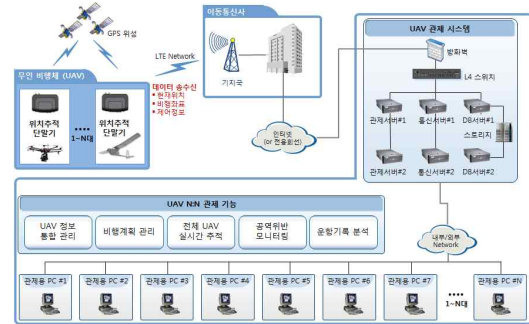 GPS 위성
무인 비행체 (UAV)
위치추적
단말기
위치추적
단말기
1~N대
LTE Network
데이터 송수신
• 현재위치
• 비행좌표
• 제어정보
이동통신사
기지국
인터넷
(or 전용회선)
UAV 관제 시스템
방화벽
L4 스위치
관제서버#1
통신서버#1
DB서버#1
스토리지
관제서버#2
통신서버#2
DB서버#2
내부/외부
Network
UAV N:N 관제 기능
UAV 정보
통합 관리
비행계획 관리
전체 UAV
실시간 추적
공역위반
모니터링
운항기록 분석
관제용 PC #1
관제용 PC #2
관제용 PC #3
관제용 PC #4
관제용 PC #5
관제용 PC #6
관제용 PC #7
관제용 PC #N
1~N대